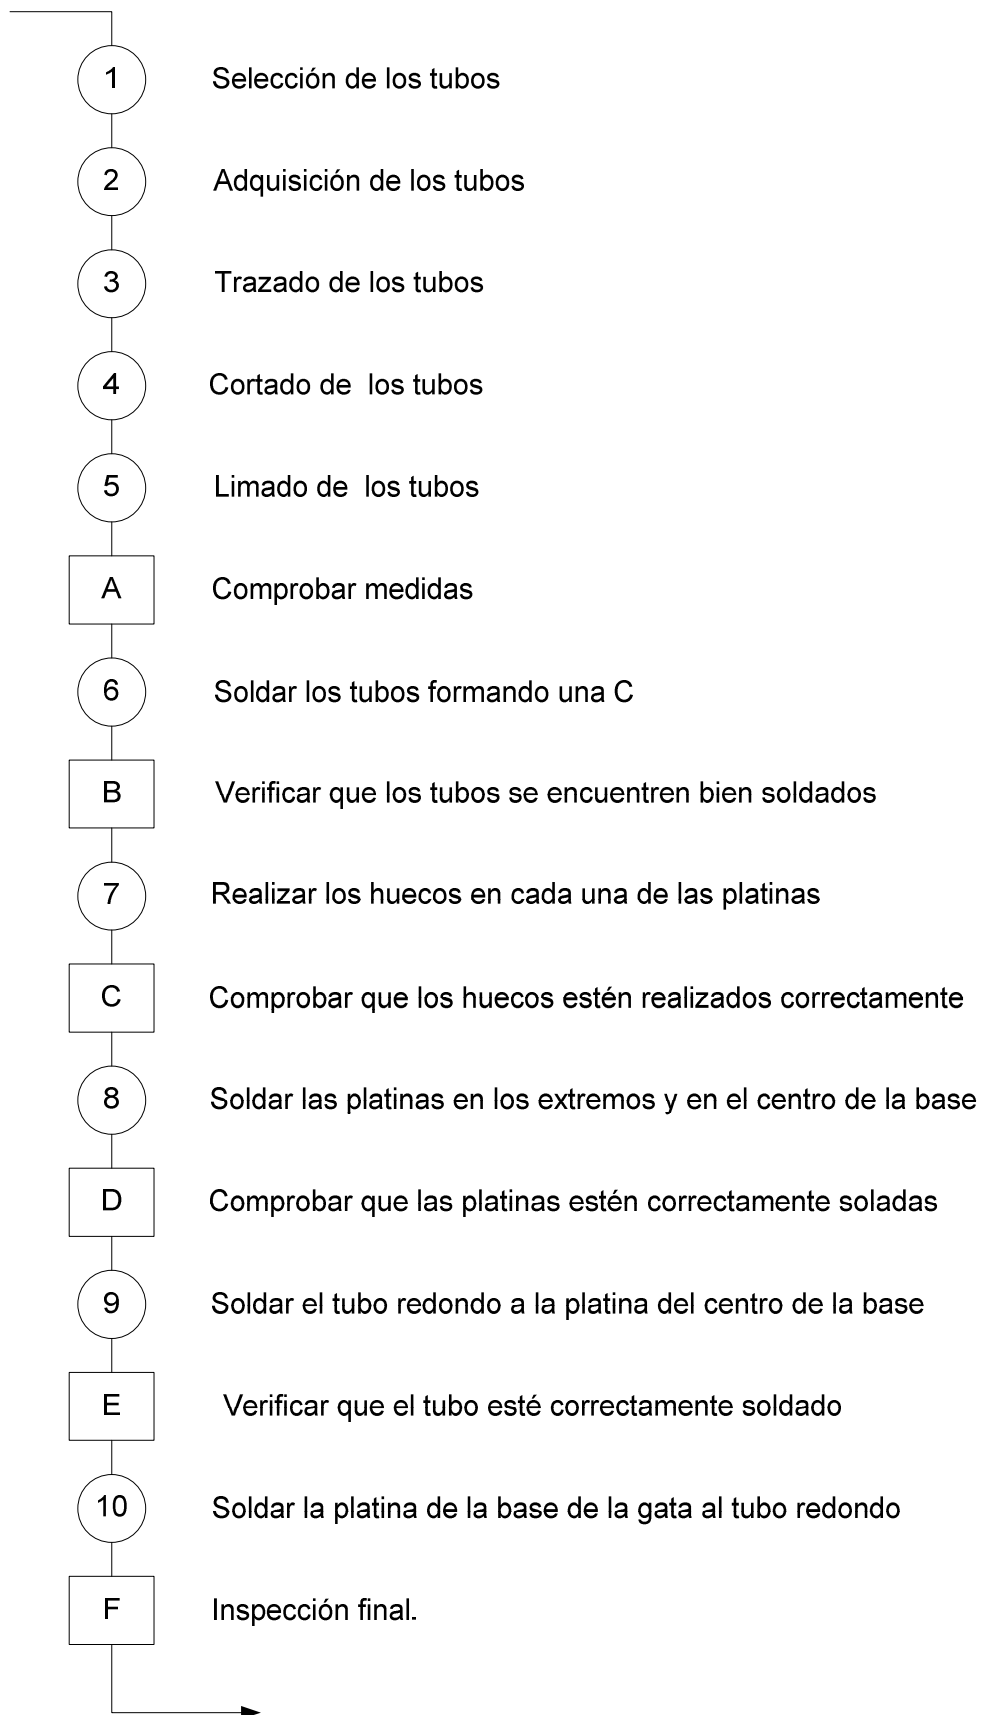 1 Selección de los tubos
2 Adquisición de los tubos
3 Trazado de los tubos
4 Cortado de  los tubos
5 Limado de  los tubos
A Comprobar medidas
6 Soldar los tubos formando una C
B Verificar que los tubos se encuentren bien soldados
7 Realizar los huecos en cada una de las platinas
C Comprobar que los huecos estén realizados correctamente
8 Soldar las platinas en los extremos y en el centro de la base
D Comprobar que las platinas estén correctamente soladas
9 Soldar el tubo redondo a la platina del centro de la base
E Verificar que el tubo esté correctamente soldado
10 Soldar la platina de la base de la gata al tubo redondo
F Inspección final.